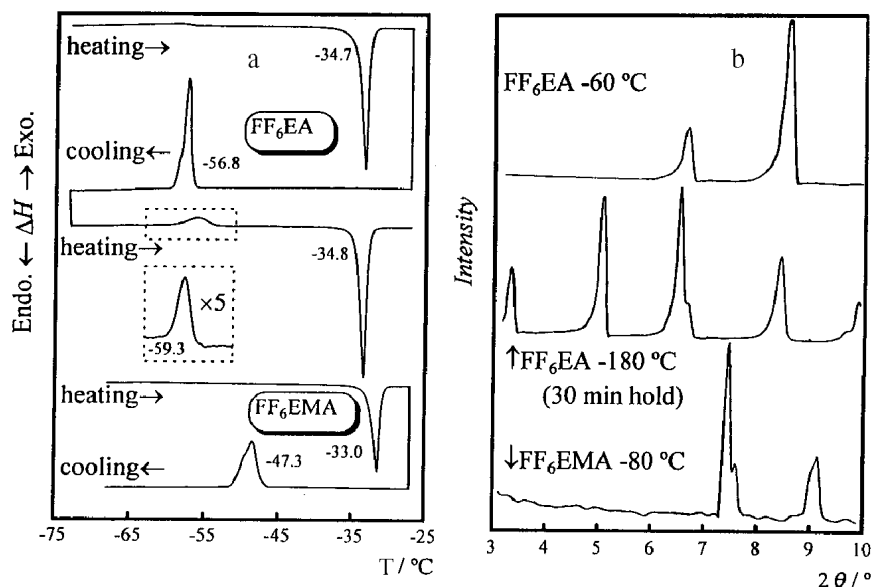 a
heating→
-34.7
FF₆EA
cooling←
-56.8
heating→
-34.8
×5
-59.3
heating→
FF₆EMA
-33.0
cooling←
-47.3
Endo. ← ΔH → Exo.
-75 -65 -55 -45 -35 -25
T / °C
b
FF₆EA -60 °C
Intensity
↑FF₆EA -180 °C
(30 min hold)
↓FF₆EMA -80 °C
3 4 5 6 7 8 9 10
2 θ / °